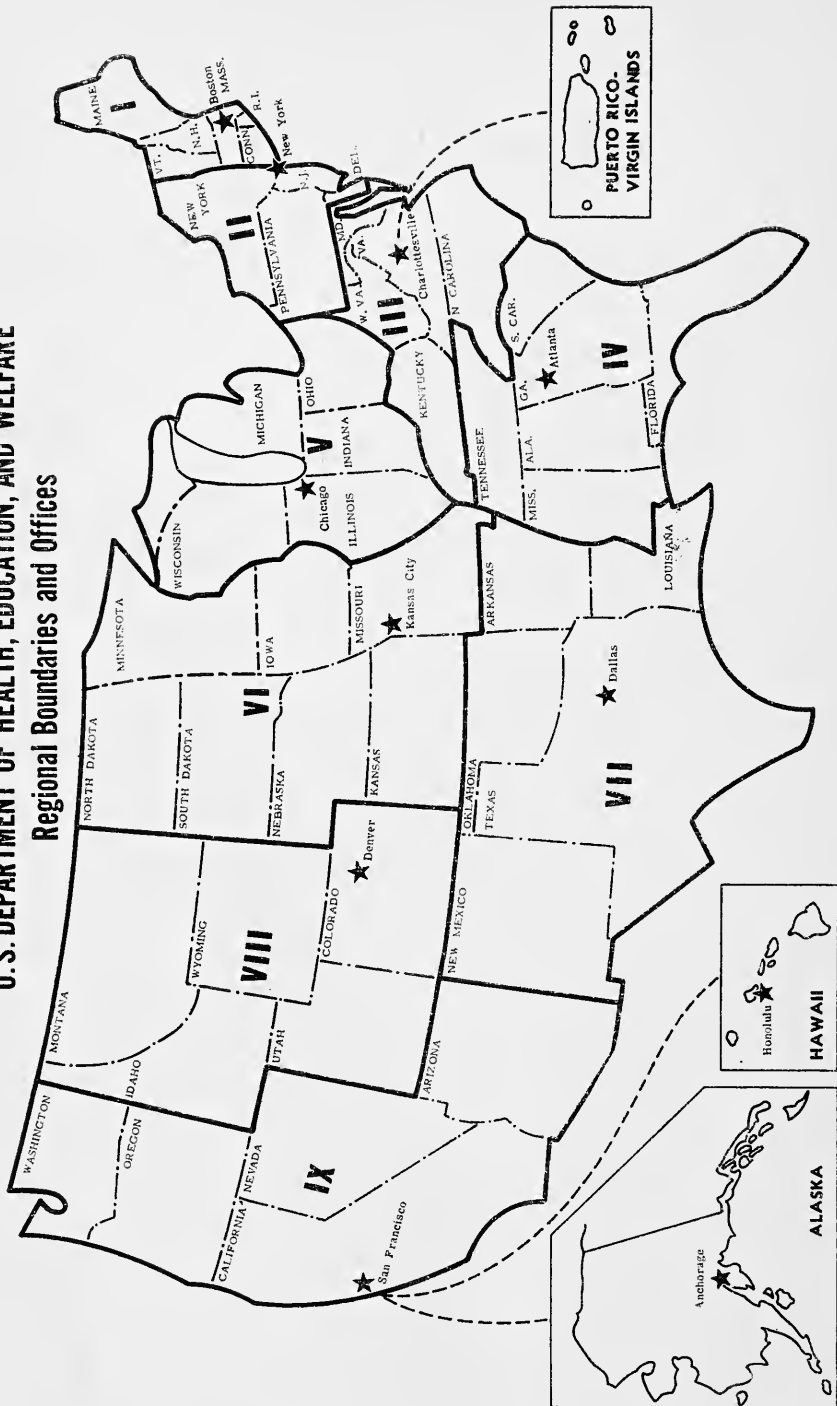 U.S. DEPARTMENT OF HEALTH, EDUCATION, AND WELFARE
Regional Boundaries and Offices
WASHINGTON
OREGON
CALIFORNIA
NEVADA
IX
San Francisco
IDAHO
MONTANA
WYOMING
VIII
UTAH
COLORADO
Denver
ARIZONA
NEW MEXICO
NORTH DAKOTA
SOUTH DAKOTA
NEBRASKA
KANSAS
VI
MINNESOTA
IOWA
MISSOURI
Kansas City
OKLAHOMA
TEXAS
Dallas
VII
ARKANSAS
LOUISIANA
WISCONSIN
MICHIGAN
Chicago
ILLINOIS
V
INDIANA
OHIO
KENTUCKY
TENNESSEE
MISS.
ALA.
GA.
Atlanta
S. CAR.
IV
FLORIDA
MAINE
I
VT.
N.H.
Boston
MASS.
R.I.
CONN
New York
NEW
YORK
II
PENNSYLVANIA
N.J.
DEL.
MD.
W. VA.
VA.
III
Charlottesville
N CAROLINA
PUERTO RICO-
VIRGIN ISLANDS
Honolulu
HAWAII
Anchorage
ALASKA